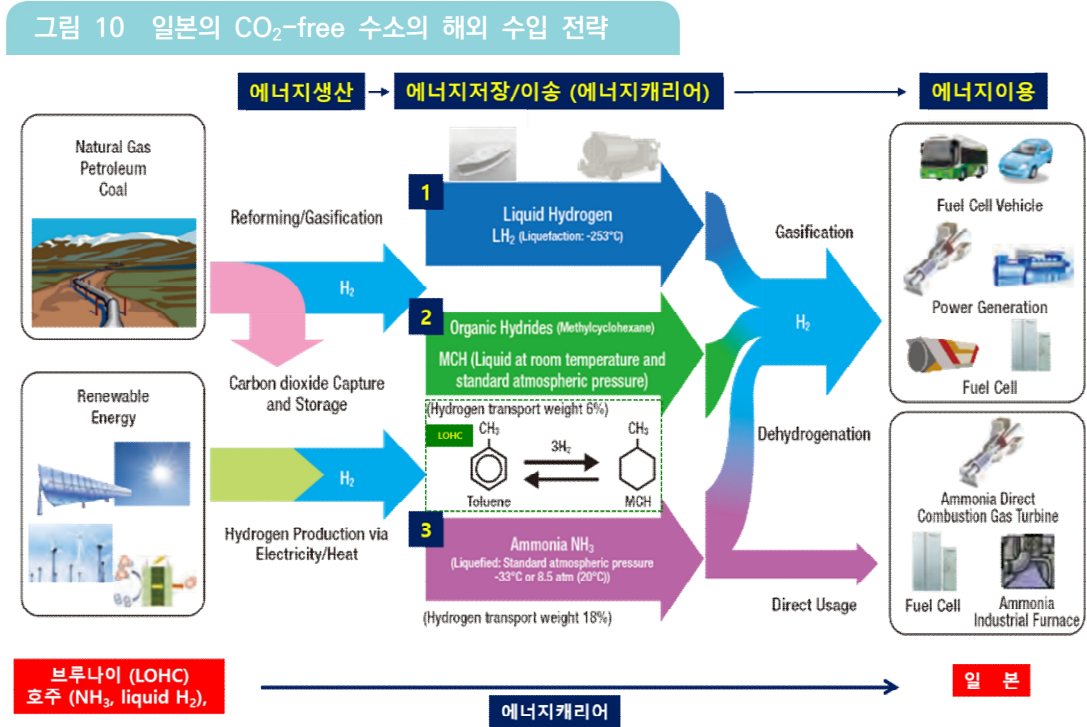 그림 10 일본의 CO₂-free 수소의 해외 수입 전략
에너지생산
에너지저장/이송 (에너지캐리어)
에너지이용
Natural Gas
Petroleum
Coal
Reforming/Gasification
H₂
Carbon dioxide Capture
and Storage
Renewable
Energy
H₂
Hydrogen Production via
Electricity/Heat
1
Liquid Hydrogen
LH₂ (Liquefaction: -253°C)
2
Organic Hydrides (Methylcyclohexane)
MCH (Liquid at room temperature and
standard atmospheric pressure)
(Hydrogen transport weight 6%)
LOHC
CH₃
3H₂
CH₃
Toluene
MCH
3
Ammonia NH₃
(Liquefied: Standard atmospheric pressure
-33°C or 8.5 atm (20°C))
(Hydrogen transport weight 18%)
Gasification
H₂
Dehydrogenation
Direct Usage
Fuel Cell Vehicle
Power Generation
Fuel Cell
Ammonia Direct
Combustion Gas Turbine
Fuel Cell
Ammonia
Industrial Furnace
브루나이 (LOHC)
호주 (NH₃, liquid H₂),
에너지캐리어
일 본